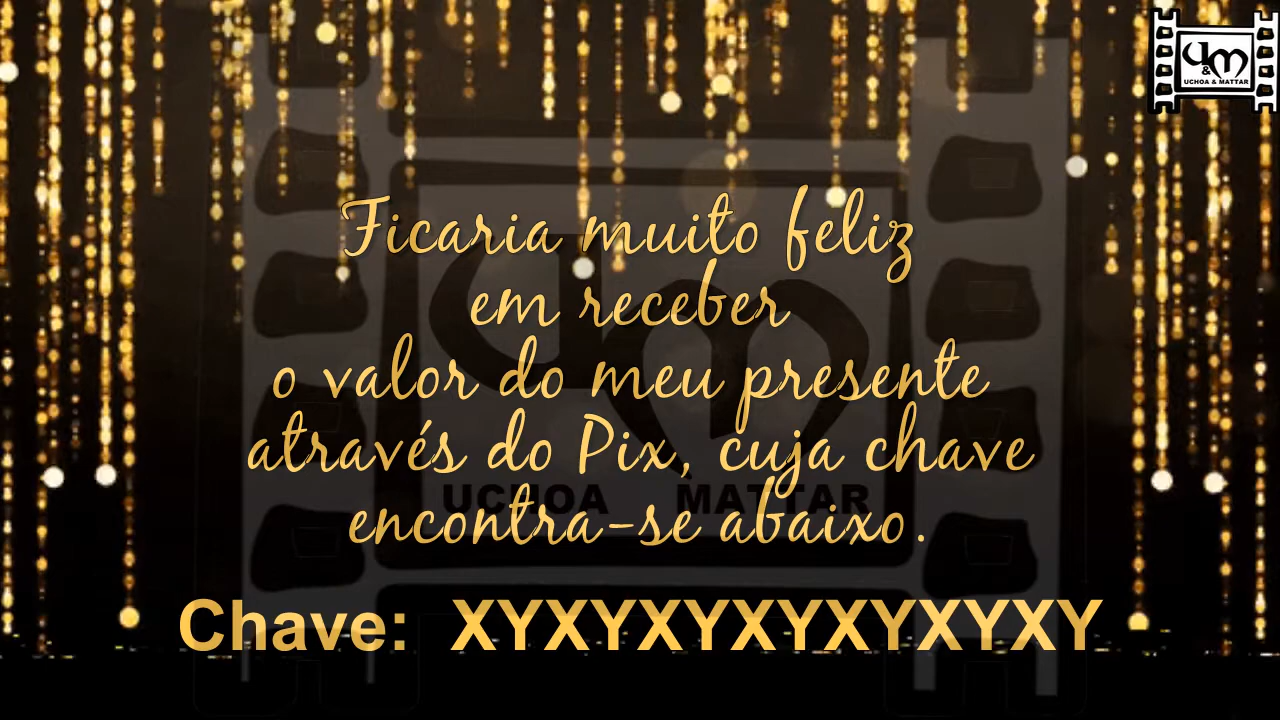 U&M
UCHOA & MATTAR
Ficaria muito feliz
em receber
o valor do meu presente
através do Pix, cuja chave
UCHOA MATTAR
encontra-se abaixo.
Chave: XYXYXYXYXYXYXY